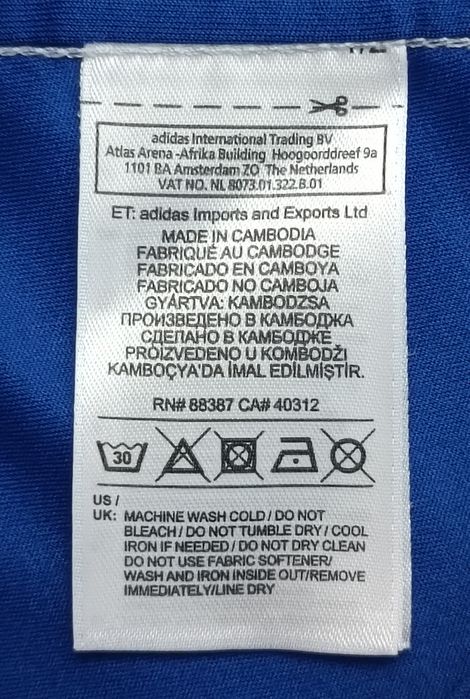 adidas International Trading BV
Atlas Arena -Afrika Building Hoogoorddreef 9a
1101 BA Amsterdam ZO The Netherlands
VAT NO. NL 8073.01.322.B.01
ET: adidas Imports and Exports Ltd
MADE IN CAMBODIA
FABRIQUÉ AU CAMBODGE
FABRICADO EN CAMBOYA
FABRICADO NO CAMBOJA
GYÁRTVA: KAMBODZSA
ПРОИЗВЕДЕНО В КАМБОДЖА
СДЕЛАНО В КАМБОДЖЕ
PROIZVEDENO U KOMBODŽI
KAMBOÇYA'DA İMAL EDİLMİŞTİR.
RN# 88387 CA# 40312
30
US /
UK: MACHINE WASH COLD / DO NOT
BLEACH / DO NOT TUMBLE DRY / COOL
IRON IF NEEDED / DO NOT DRY CLEAN
DO NOT USE FABRIC SOFTENER/
WASH AND IRON INSIDE OUT/REMOVE
IMMEDIATELY/LINE DRY